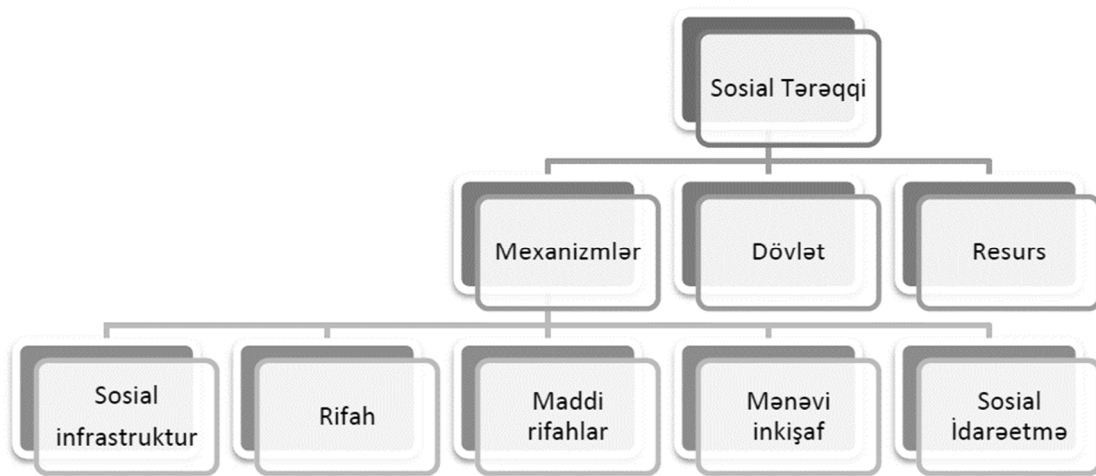 Sosial Tərəqqi
Mexanizmlər
Dövlət
Resurs
Sosial
infrastruktur
Rifah
Maddi
rifahlar
Mənəvi
inkişaf
Sosial
İdarəetmə